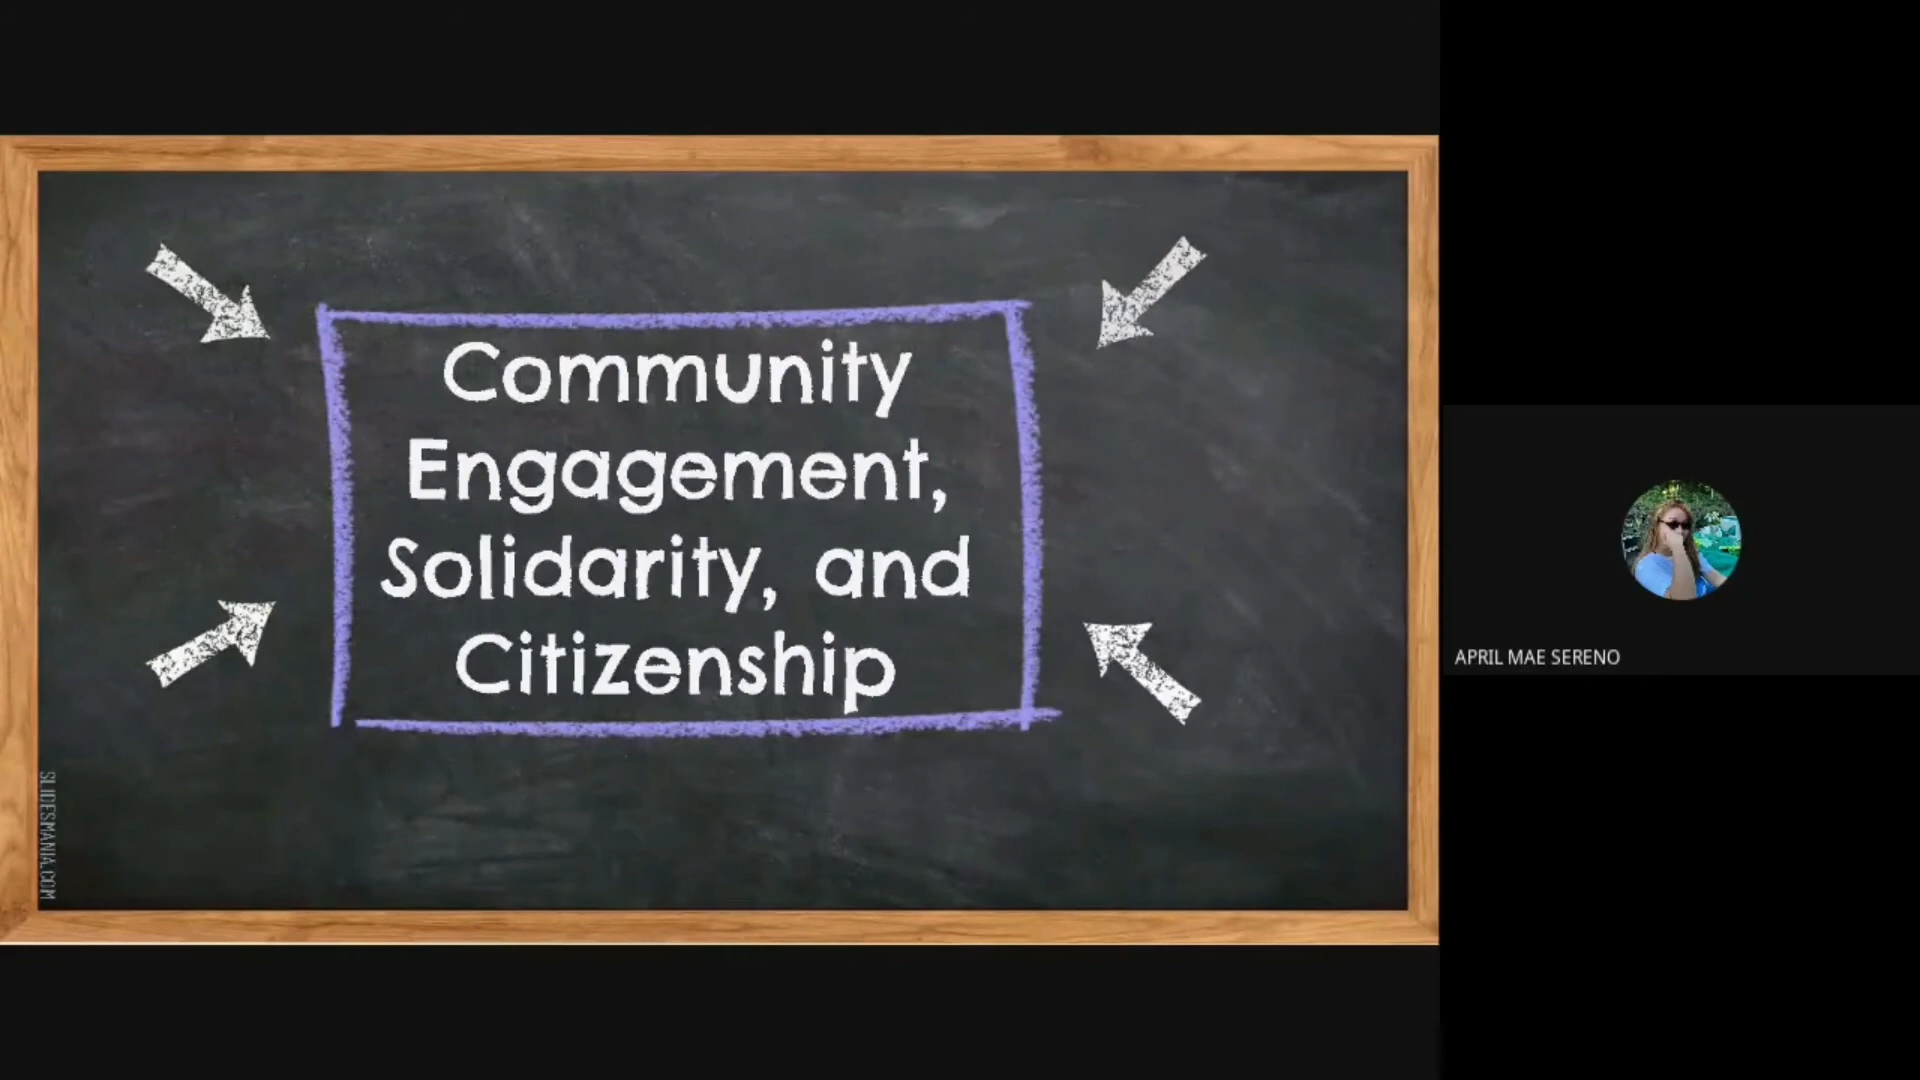 Community
Engagement,
Solidarity, and
Citizenship
SLIDESMANIA.COM
APRIL MAE SERENO